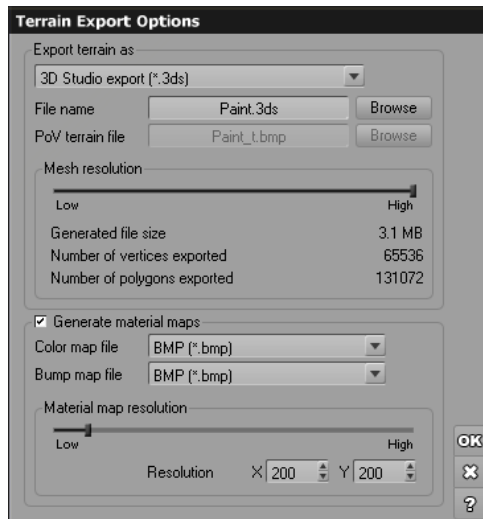 Terrain Export Options
Export terrain as
3D Studio export (*.3ds)
File name Paint.3ds Browse
PoV terrain file Paint_t.bmp Browse
Mesh resolution
Low High
Generated file size 3.1 MB
Number of vertices exported 65536
Number of polygons exported 131072
Generate material maps
Color map file BMP (*.bmp)
Bump map file BMP (*.bmp)
Material map resolution
Low High
OK
Resolution X 200 Y 200
?